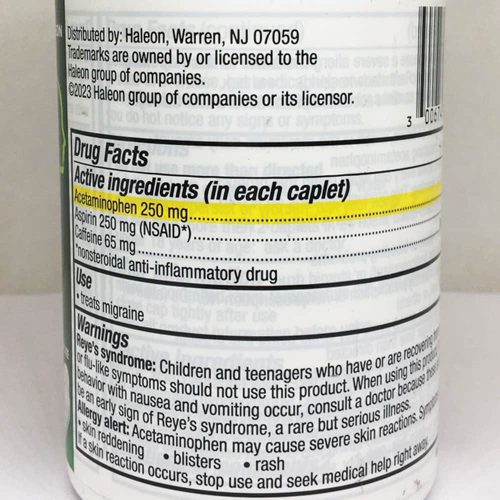 Distributed by: Haleon, Warren, NJ 07059
Trademarks are owned by or licensed to the
Haleon group of companies.
©2023 Haleon group of companies or its licensor.
3
Drug Facts
Active ingredients (in each caplet)
Acetaminophen 250 mg
Aspirin 250 mg (NSAID*)
Caffeine 65 mg
*nonsteroidal anti-inflammatory drug
Use
• treats migraine
Warnings
Reye's syndrome: Children and teenagers who have or are recovering from
or flu-like symptoms should not use this product. When using this product,
behavior with nausea and vomiting occur, consult a doctor because these
be an early sign of Reye's syndrome, a rare but serious illness.
Allergy alert: Acetaminophen may cause severe skin reactions. Symptoms
• skin reddening • blisters • rash
If a skin reaction occurs, stop use and seek medical help right away.